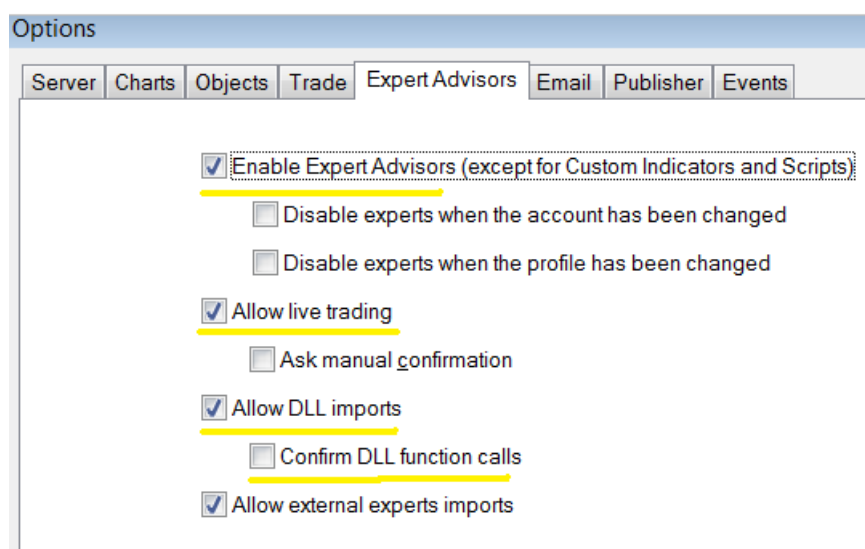 Options
Server Charts Objects Trade Expert Advisors Email Publisher Events
Enable Expert Advisors (except for Custom Indicators and Scripts)
Disable experts when the account has been changed
Disable experts when the profile has been changed
Allow live trading
Ask manual confirmation
Allow DLL imports
Confirm DLL function calls
Allow external experts imports